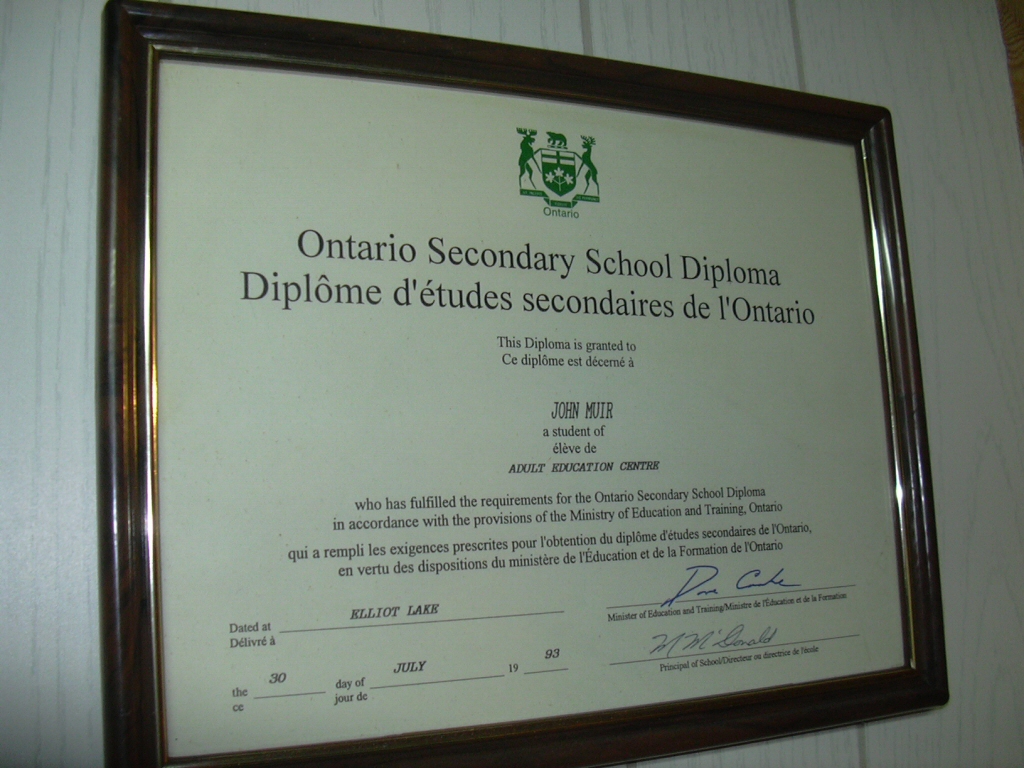 Ontario
Ontario Secondary School Diploma
Diplôme d'études secondaires de l'Ontario
This Diploma is granted to
Ce diplôme est décerné à
JOHN MUIR
a student of
élève de
ADULT EDUCATION CENTRE
who has fulfilled the requirements for the Ontario Secondary School Diploma
in accordance with the provisions of the Ministry of Education and Training, Ontario
qui a rempli les exigences prescrites pour l'obtention du diplôme d'études secondaires de l'Ontario,
en vertu des dispositions du ministère de l'Éducation et de la Formation de l'Ontario
Dated at ELLIOT LAKE
Délivré à
the 30 day of JULY 19 93
ce jour de
Dave Cooke
Minister of Education and Training/Ministre de l'Éducation et de la Formation
M McDonald
Principal of School/Directeur ou directrice de l'école